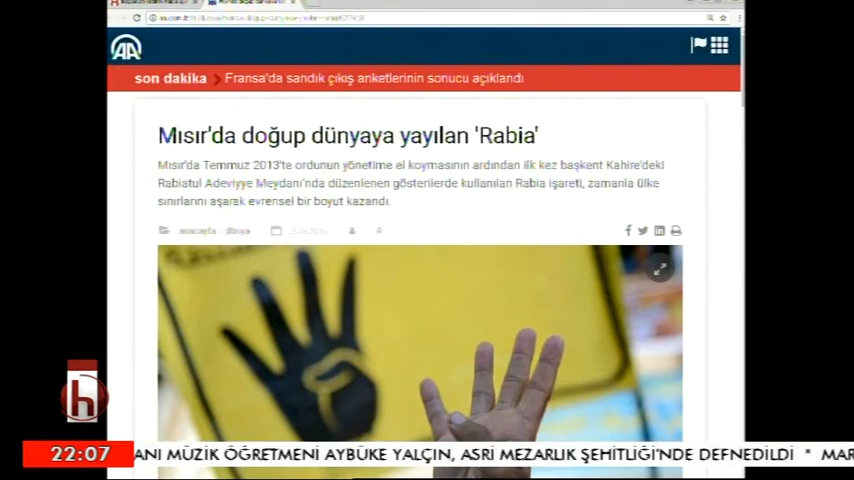 AA
son dakika > Fransa'da sandık çıkış anketlerinin sonucu açıklandı
Mısır'da doğup dünyaya yayılan 'Rabia'
Mısır'da Temmuz 2013'te ordunun yönetime el koymasının ardından ilk kez başkent Kahire'deki
Rabiatul Adeviyye Meydanı'nda düzenlenen gösterilerde kullanılan Rabia işareti, zamanla ülke
sınırlarını aşarak evrensel bir boyut kazandı.
anasayfa dünya
h
22:07 ANI MÜZİK ÖĞRETMENİ AYBÜKE YALÇIN, ASRİ MEZARLIK ŞEHİTLİĞİ'NDE DEFNEDİLDİ * MAR